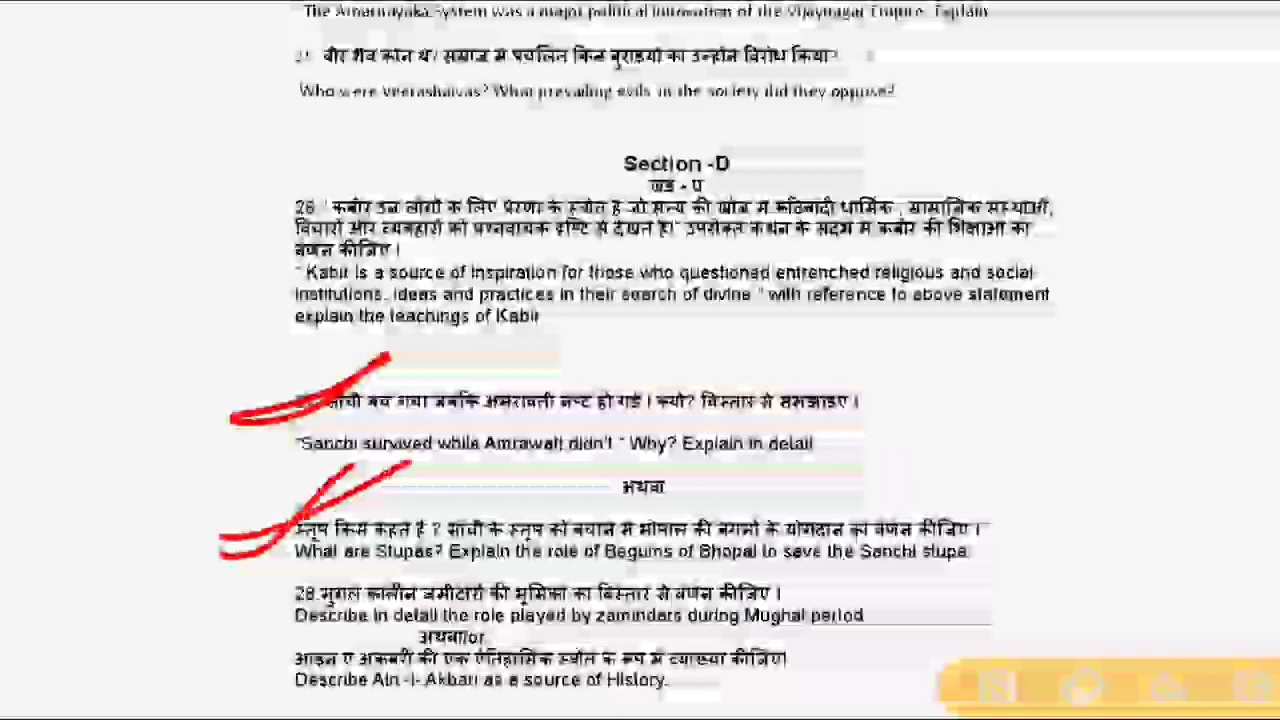 The Amarnayaka System was a major political innovation of the Vijaynagar Empire. Explain
वीर शैव कौन थे? समाज में प्रचलित किन बुराइयों का उन्होंने विरोध किया?
Who were Veerashaivas? What prevailing evils in the society did they oppose?
Section -D
खंड -
26 " कबीर उन लोगों के लिए प्रेरणा के स्त्रोत है जो सत्य की खोज में रूढिवादी धार्मिक , सामाजिक संस्थाओं,
विचारों और व्यवहारों को प्रश्नवाचक दृष्टि से देखते है।" उपरोक्त कथन के संदर्भ में कबीर की शिक्षाओं का
वर्णन कीजिए ।
" Kabir is a source of inspiration for those who questioned entrenched religious and social
institutions, ideas and practices in their search of divine " with reference to above statement
explain the teachings of Kabir
सांची बच गया जबकि अमरावती नष्ट हो गई । क्यों? विस्तार से समझाइए ।
"Sanchi survived while Amrawati didn't " Why? Explain in detail
अथवा
स्तूप किसे कहते है ? सांची के स्तूप को बचाने में भोपाल की बेगमों के योगदान का वर्णन कीजिए ।
What are Stupas? Explain the role of Begums of Bhopal to save the Sanchi stupa
28.मुगल कालीन जमींदारों की भूमिका का विस्तार से वर्णन कीजिए ।
Describe in detail the role played by zamindars during Mughal period
अथवा/or
आइन ए अकबरी की एक ऐतिहासिक स्त्रोत के रूप में व्याख्या कीजिए।
Describe Ain -i- Akbari as a source of History.